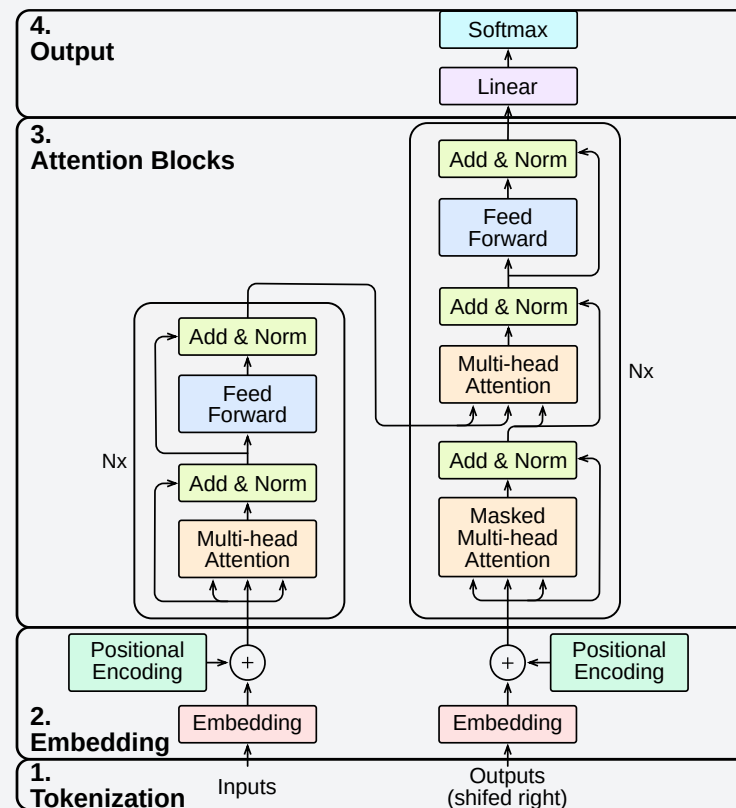 4.
Output
Softmax
Linear
3.
Attention Blocks
Add & Norm
Feed
Forward
Add & Norm
Multi-head
Attention
Nx
Add & Norm
Masked
Multi-head
Attention
Add & Norm
Feed
Forward
Nx
Add & Norm
Multi-head
Attention
Positional
Encoding
+
+
Positional
Encoding
2.
Embedding
Embedding
Embedding
1.
Tokenization
Inputs
Outputs
(shifed right)